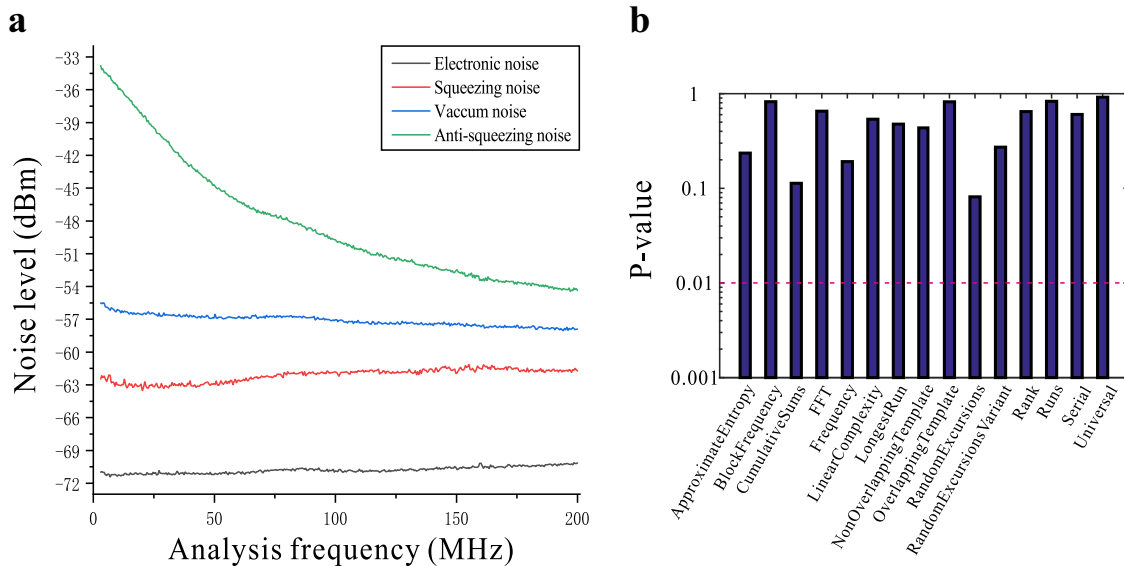 a
Noise level (dBm)
-33
-36
-39
-42
-45
-48
-51
-54
-57
-60
-63
-66
-69
-72
0
50
100
150
200
Analysis frequency (MHz)
Electronic noise
Squeezing noise
Vaccum noise
Anti-squeezing noise
b
P-value
1
0.1
0.01
0.001
ApproximateEntropy
BlockFrequency
CumulativeSums
FFT
Frequency
LinearComplexity
LongestRun
NonOverlappingTemplate
OverlappingTemplate
RandomExcursions
RandomExcursionsVariant
Rank
Runs
Serial
Universal